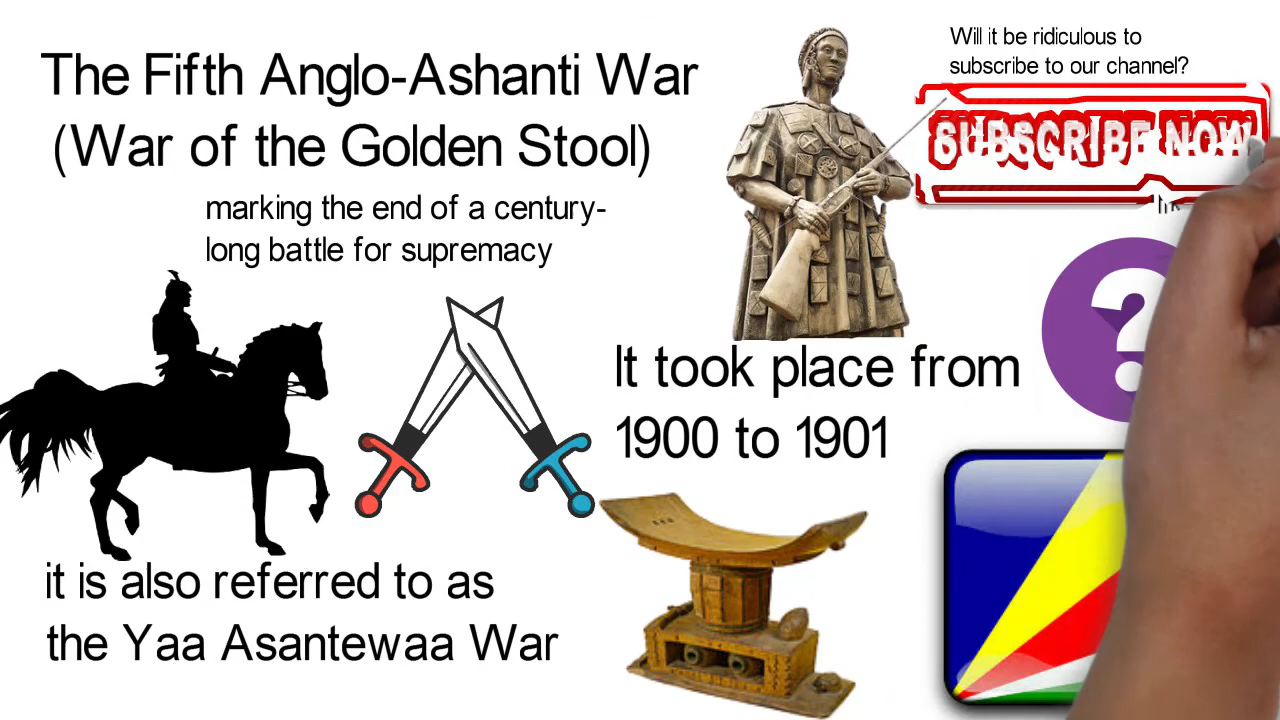 The Fifth Anglo-Ashanti War
(War of the Golden Stool)
marking the end of a century-
long battle for supremacy
Will it be ridiculous to
subscribe to our channel?
SUBSCRIBE NOW
It took place from
1900 to 1901
it is also referred to as
the Yaa Asantewaa War